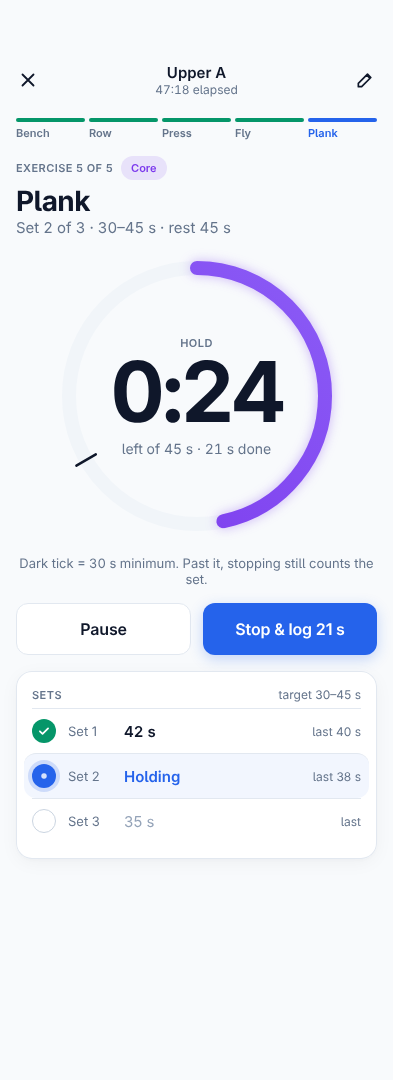 Upper A
47:18 elapsed
Bench Row Press Fly Plank
EXERCISE 5 OF 5 Core
Plank
Set 2 of 3 · 30–45 s · rest 45 s
HOLD
0:24
left of 45 s · 21 s done
Dark tick = 30 s minimum. Past it, stopping still counts the
set.
Pause Stop & log 21 s
SETS target 30–45 s
Set 1 42 s last 40 s
Set 2 Holding last 38 s
Set 3 35 s last